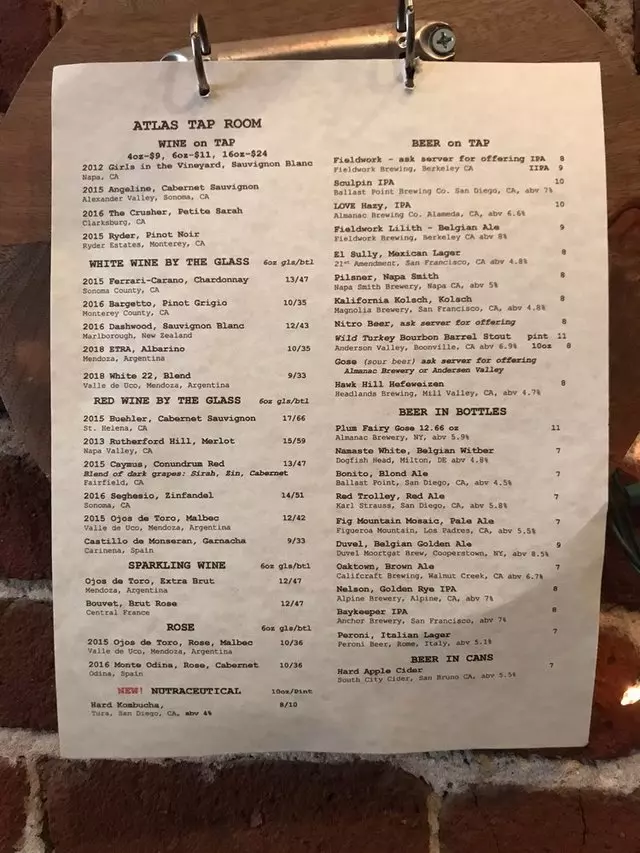 ATLAS TAP ROOM
WINE on TAP
4oz-$9, 6oz-$11, 16oz-$24
2012 Girls in the Vineyard, Sauvignon Blanc
Napa, CA
2015 Angeline, Cabernet Sauvignon
Alexander Valley, Sonoma, CA
2016 The Crusher, Petite Sarah
Clarksburg, CA
2015 Ryder, Pinot Noir
Ryder Estates, Monterey, CA
WHITE WINE BY THE GLASS 6oz gls/btl
2015 Ferrari-Carano, Chardonnay 13/47
Sonoma County, CA
2016 Bargetto, Pinot Grigio 10/35
Monterey County, CA
2016 Dashwood, Sauvignon Blanc 12/43
Marlborough, New Zealand
2018 ETRA, Albarino 10/35
Mendoza, Argentina
2018 White 22, Blend 9/33
Valle de Uco, Mendoza, Argentina
RED WINE BY THE GLASS 6oz gls/btl
2015 Buehler, Cabernet Sauvignon 17/66
St. Helena, CA
2013 Rutherford Hill, Merlot 15/59
Napa Valley, CA
2015 Caymus, Conundrum Red 13/47
Blend of dark grapes: Sirah, Zin, Cabernet
Fairfield, CA
2016 Seghesio, Zinfandel 14/51
Sonoma, CA
2015 Ojos de Toro, Malbec 12/42
Valle de Uco, Mendoza, Argentina
Castillo de Monseran, Garnacha 9/33
Carinena, Spain
SPARKLING WINE 6oz gls/btl
Ojos de Toro, Extra Brut 12/47
Mendoza, Argentina
Bouvet, Brut Rose 12/47
Central France
ROSE 6oz gls/btl
2015 Ojos de Toro, Rose, Malbec 10/36
Valle de Uco, Mendoza, Argentina
2016 Monte Odina, Rose, Cabernet 10/36
Odina, Spain
NEW! NUTRACEUTICAL 10oz/Pint
Hard Kombucha, 8/10
Tura, San Diego, CA, abv 4%
BEER on TAP
Fieldwork - ask server for offering IPA 8
Fieldwork Brewing, Berkeley CA IIPA 9
Sculpin IPA 10
Ballast Point Brewing Co. San Diego, CA, abv 7%
LOVE Hazy, IPA 10
Almanac Brewing Co. Alameda, CA, abv 6.6%
Fieldwork Lilith - Belgian Ale 9
Fieldwork Brewing, Berkeley CA abv 8%
El Sully, Mexican Lager 8
21st Amendment, San Francisco, CA abv 4.8%
Pilsner, Napa Smith 8
Napa Smith Brewery, Napa CA, abv 5%
Kalifornia Kolsch, Kolsch 8
Magnolia Brewery, San Francisco, CA, abv 4.8%
Nitro Beer, ask server for offering 8
Wild Turkey Bourbon Barrel Stout pint 11
Anderson Valley, Boonville, CA abv 6.9% 10oz 8
Gose (sour beer) ask server for offering
Almanac Brewery or Andersen Valley
Hawk Hill Hefeweizen 8
Headlands Brewing, Mill Valley, CA, abv 4.7%
BEER IN BOTTLES
Plum Fairy Gose 12.66 oz 11
Almanac Brewery, NY, abv 5.9%
Namaste White, Belgian Witber 7
Dogfish Head, Milton, DE abv 4.8%
Bonito, Blond Ale 7
Ballast Point, San Diego, CA, abv 4.5%
Red Trolley, Red Ale 7
Karl Strauss, San Diego, CA, abv 5.8%
Fig Mountain Mosaic, Pale Ale 7
Figueroa Mountain, Los Padres, CA, abv 5.5%
Duvel, Belgian Golden Ale 9
Duvel Moortgat Brew, Cooperstown, NY, abv 8.5%
Oaktown, Brown Ale 7
Calificraft Brewing, Walnut Creek, CA abv 6.7%
Nelson, Golden Rye IPA 8
Alpine Brewery, Alpine, CA, abv 7%
Baykeeper IPA 8
Anchor Brewery, San Francisco, abv 7%
Peroni, Italian Lager 7
Peroni Beer, Rome, Italy, abv 5.1%
BEER IN CANS
Hard Apple Cider 7
South City Cider, San Bruno CA, abv 5.5%